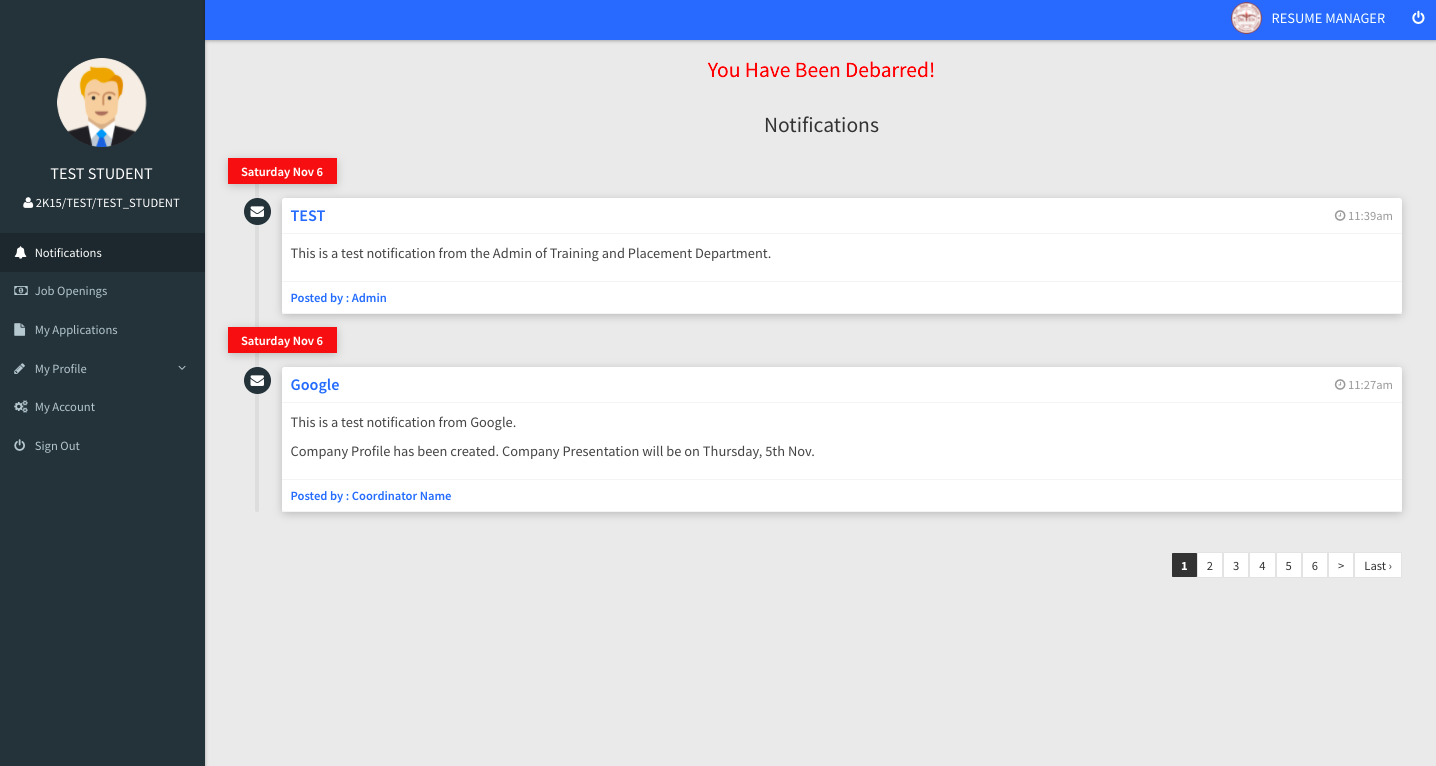 RESUME MANAGER
TEST STUDENT
2K15/TEST/TEST_STUDENT
Notifications
Job Openings
My Applications
My Profile
My Account
Sign Out
You Have Been Debarred!
Notifications
Saturday Nov 6
TEST
11:39am
This is a test notification from the Admin of Training and Placement Department.
Posted by : Admin
Saturday Nov 6
Google
11:27am
This is a test notification from Google.
Company Profile has been created. Company Presentation will be on Thursday, 5th Nov.
Posted by : Coordinator Name
1 2 3 4 5 6 > Last ›